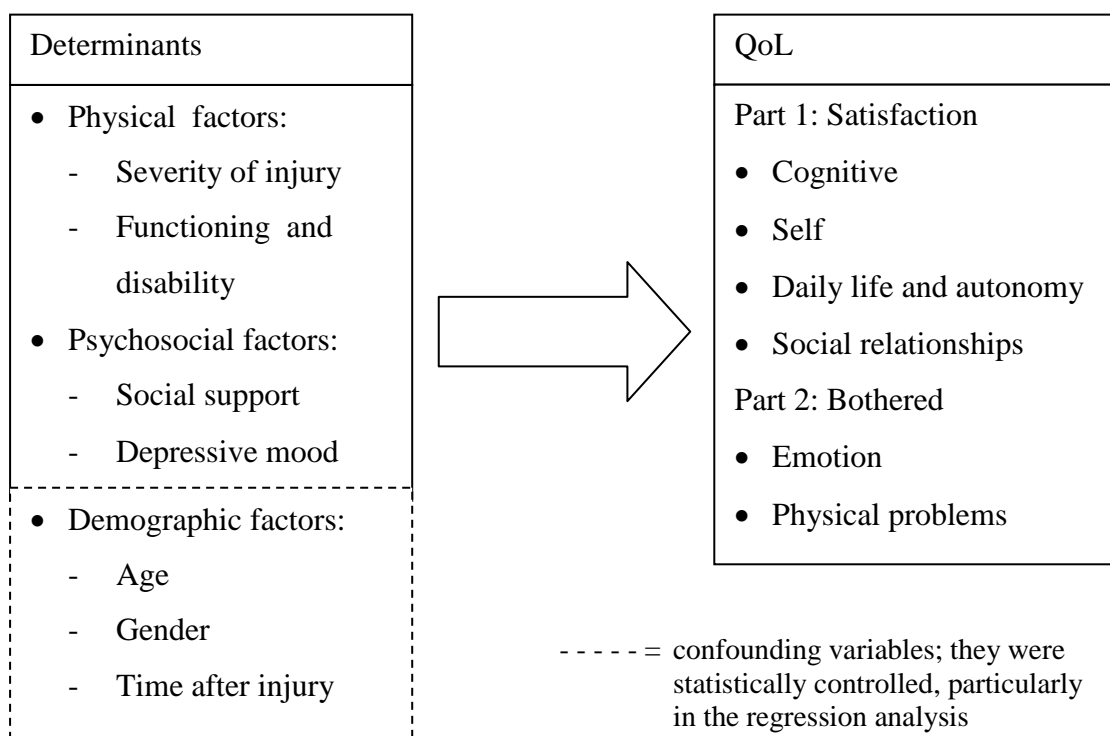 Determinants
• Physical factors:
- Severity of injury
- Functioning and
disability
• Psychosocial factors:
- Social support
- Depressive mood
• Demographic factors:
- Age
- Gender
- Time after injury
QoL
Part 1: Satisfaction
• Cognitive
• Self
• Daily life and autonomy
• Social relationships
Part 2: Bothered
• Emotion
• Physical problems
- - - - - = confounding variables; they were
statistically controlled, particularly
in the regression analysis